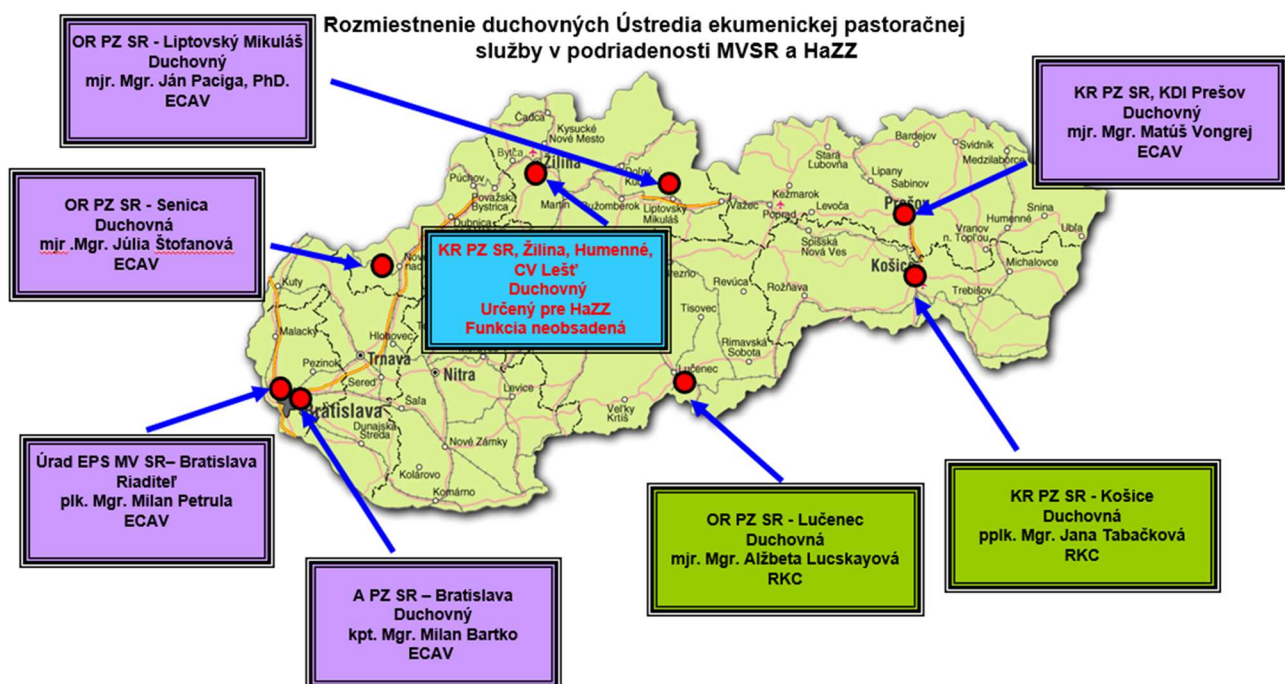 Rozmiestnenie duchovných Ústredia ekumenickej pastoračnej
služby v podriadenosti MVSR a HaZZ
OR PZ SR - Liptovský Mikuláš
Duchovný
mjr. Mgr. Ján Paciga, PhD.
ECAV
KR PZ SR, KDI Prešov
Duchovný
mjr. Mgr. Matúš Vongrej
ECAV
OR PZ SR - Senica
Duchovná
mjr .Mgr. Júlia Štofanová
ECAV
KR PZ SR, Žilina, Humenné,
CV Lešť
Duchovný
Určený pre HaZZ
Funkcia neobsadená
Úrad EPS MV SR– Bratislava
Riaditeľ
plk. Mgr. Milan Petrula
ECAV
A PZ SR – Bratislava
Duchovný
kpt. Mgr. Milan Bartko
ECAV
OR PZ SR - Lučenec
Duchovná
mjr. Mgr. Alžbeta Lucskayová
RKC
KR PZ SR - Košice
Duchovná
pplk. Mgr. Jana Tabačková
RKC
Čadca
Kysucké
Nové Mesto
Bytča
Žilina
Púchov
Považská
Bystrica
Dubnica
Martin
Ružomberok
Liptovský
Mikuláš
Važec
Poprad
Kežmarok
Stará
Ľubovňa
Levoča
Spišská
Nová Ves
Lipany
Sabinov
Bardejov
Svidník
Medzilaborce
Prešov
Snina
Humenné
Ubľa
Vranov
n. Topľou
Michalovce
Trebišov
Košice
Rožňava
Revúca
Tisovec
Rimavská
Sobota
Lučenec
Veľký
Krtíš
Levice
Nitra
Nové Zámky
Komárno
Kolárovo
Dunajská
Streda
Šaľa
Sereď
Trnava
Hlohovec
Pezinok
Malacky
Kúty
Bratislava